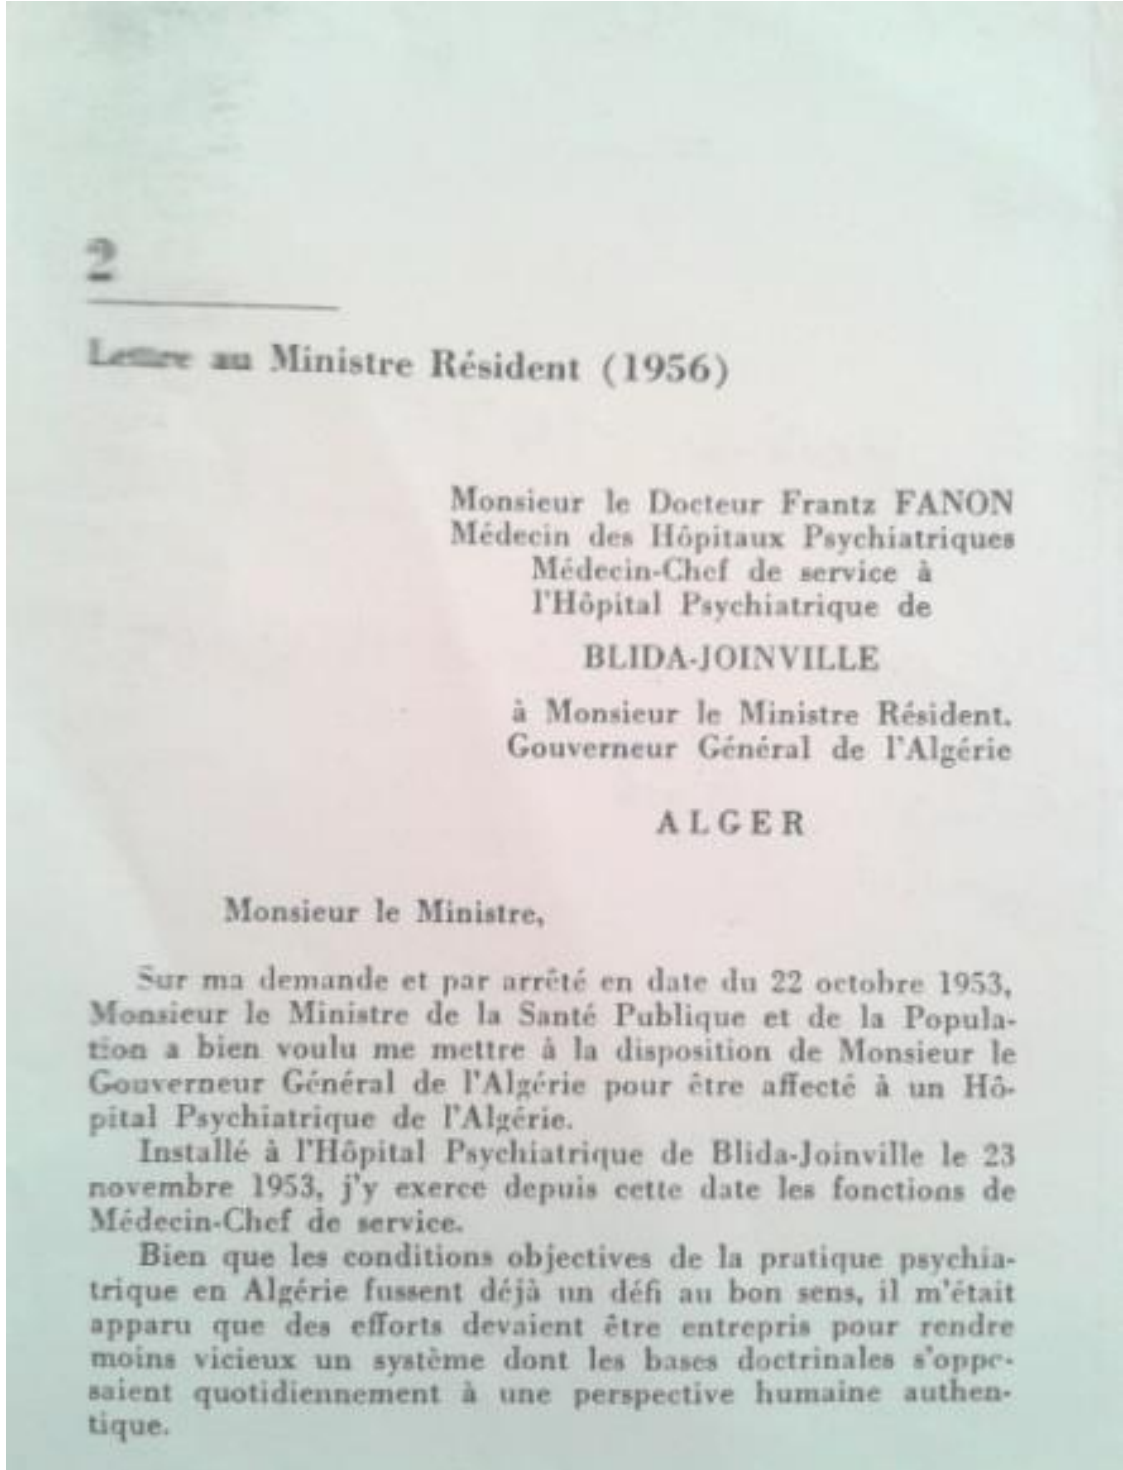 2
Lettre au Ministre Résident (1956)
Monsieur le Docteur Frantz FANON
Médecin des Hôpitaux Psychiatriques
Médecin-Chef de service à
l'Hôpital Psychiatrique de
BLIDA-JOINVILLE
à Monsieur le Ministre Résident.
Gouverneur Général de l'Algérie
ALGER
Monsieur le Ministre,
Sur ma demande et par arrêté en date du 22 octobre 1953,
Monsieur le Ministre de la Santé Publique et de la Popula-
tion a bien voulu me mettre à la disposition de Monsieur le
Gouverneur Général de l'Algérie pour être affecté à un Hô-
pital Psychiatrique de l'Algérie.
Installé à l'Hôpital Psychiatrique de Blida-Joinville le 23
novembre 1953, j'y exerce depuis cette date les fonctions de
Médecin-Chef de service.
Bien que les conditions objectives de la pratique psychia-
trique en Algérie fussent déjà un défi au bon sens, il m'était
apparu que des efforts devaient être entrepris pour rendre
moins vicieux un système dont les bases doctrinales s'oppo-
saient quotidiennement à une perspective humaine authen-
tique.